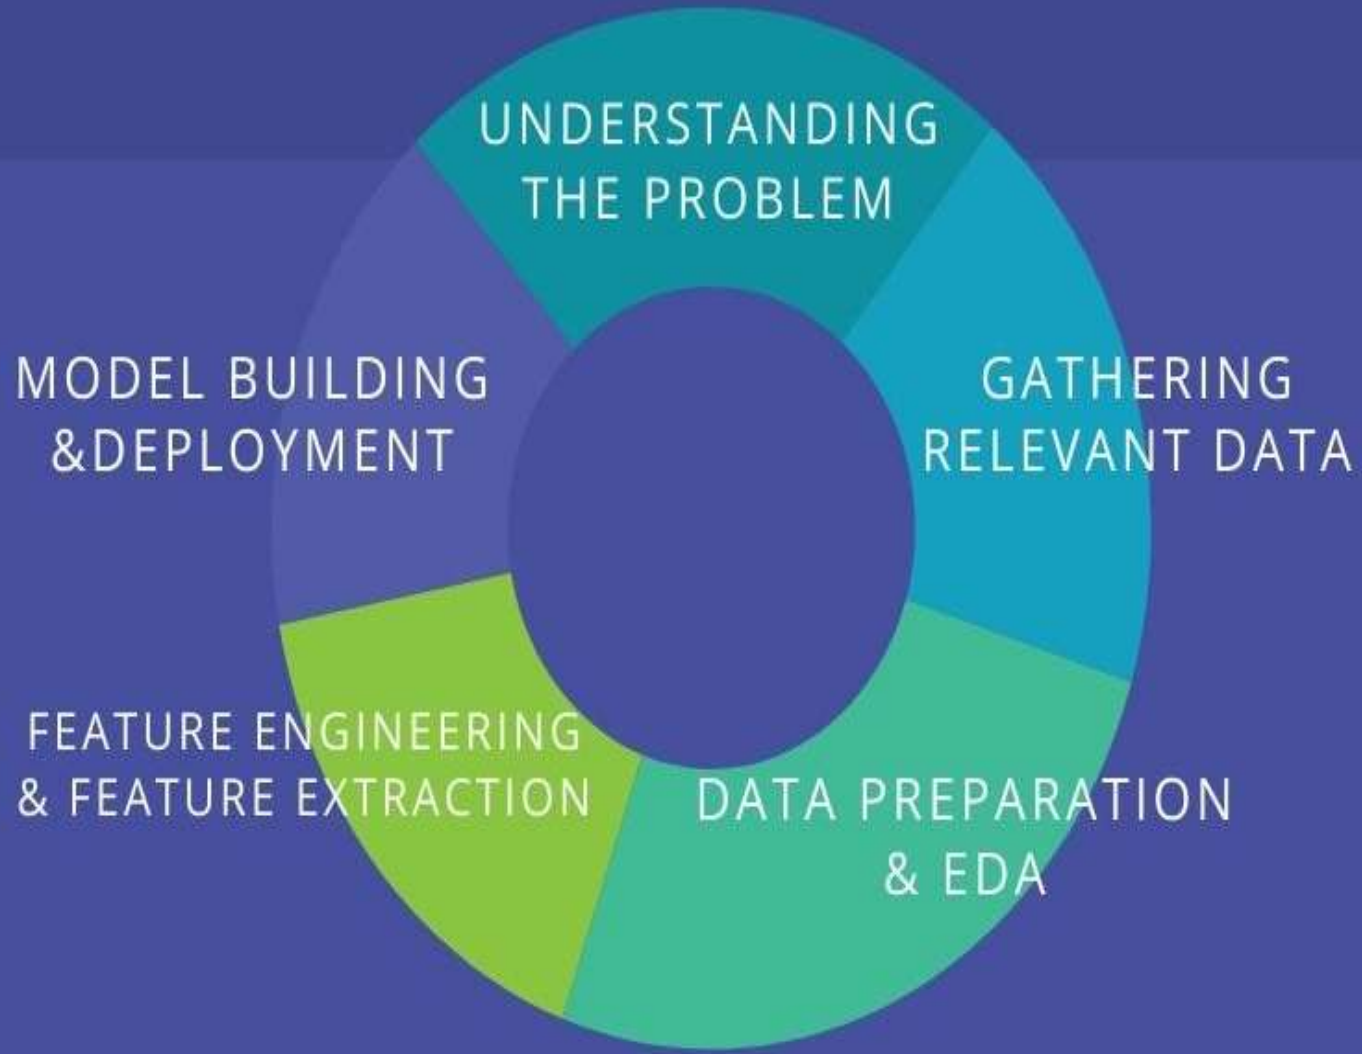 UNDERSTANDING
THE PROBLEM
GATHERING
RELEVANT DATA
DATA PREPARATION
& EDA
FEATURE ENGINEERING
& FEATURE EXTRACTION
MODEL BUILDING
&DEPLOYMENT